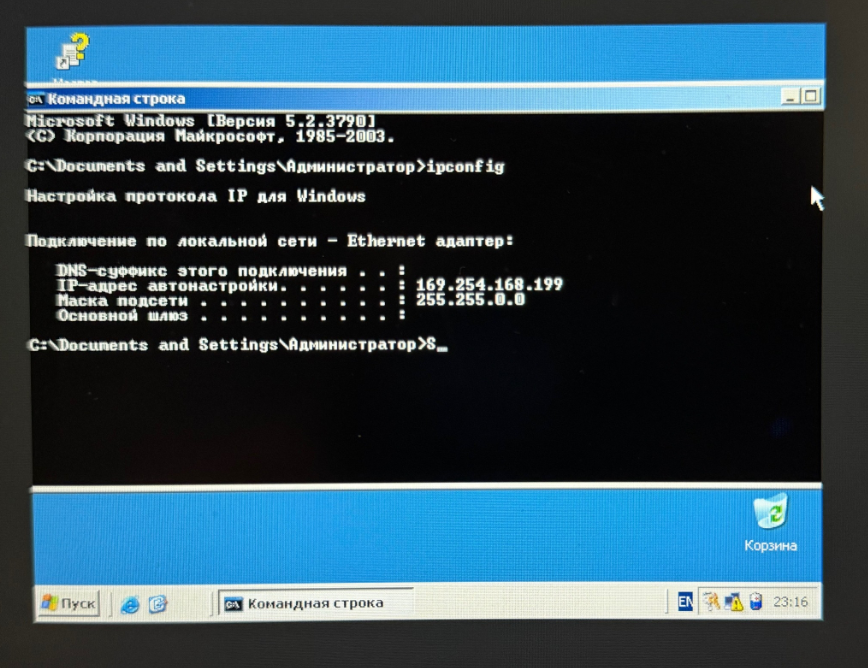 Командная строка
Microsoft Windows [Версия 5.2.3790]
(C) Корпорация Майкрософт, 1985-2003.
C:\Documents and Settings\Администратор>ipconfig
Настройка протокола IP для Windows
Подключение по локальной сети - Ethernet адаптер:
DNS-суффикс этого подключения . . :
IP-адрес автонастройки. . . . . . : 169.254.168.199
Маска подсети . . . . . . . . . . : 255.255.0.0
Основной шлюз . . . . . . . . . . :
C:\Documents and Settings\Администратор>S_
Корзина
Пуск
Командная строка
EN
23:16